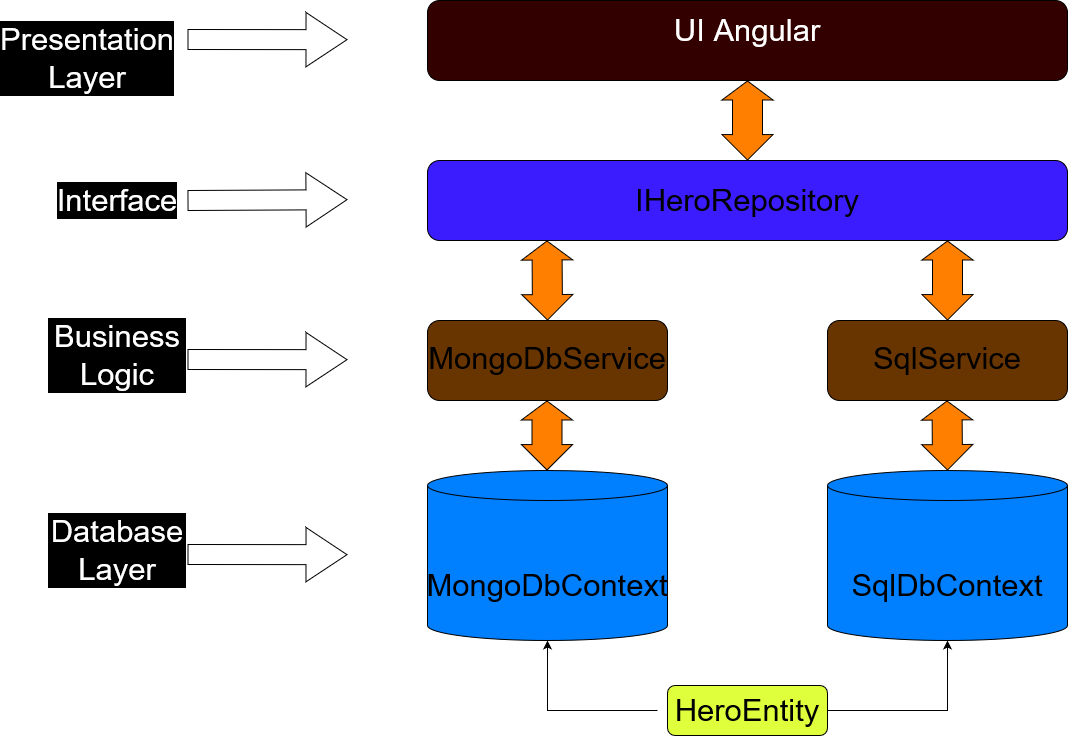 Presentation
Layer
UI Angular
Interface
IHeroRepository
Business
Logic
MongoDbService
SqlService
Database
Layer
MongoDbContext
SqlDbContext
HeroEntity